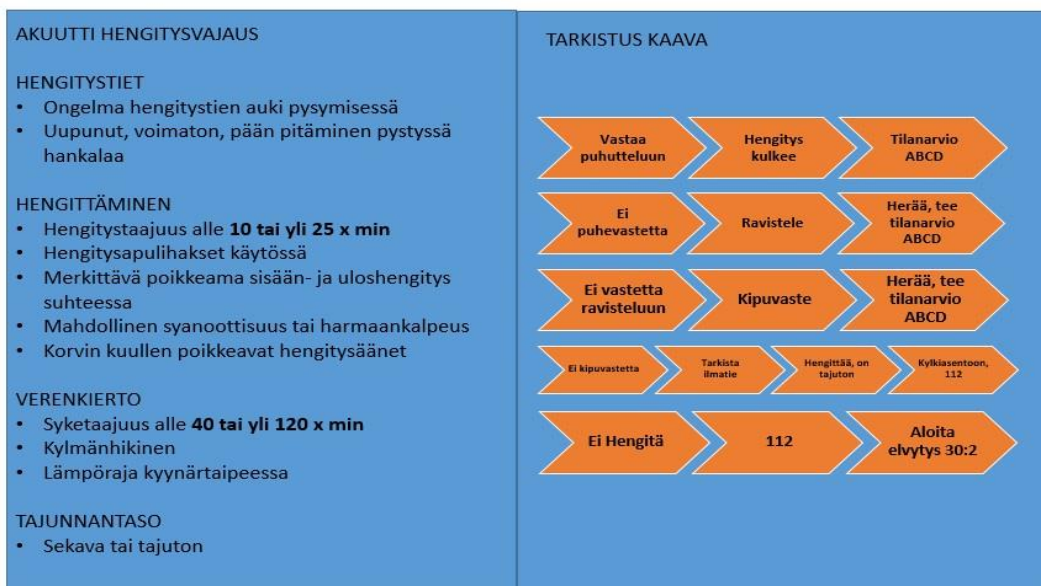 AKUUTTI HENGITYSVAJAUS
HENGITYSTIET
• Ongelma hengitystien auki pysymisessä
• Uupunut, voimaton, pään pitäminen pystyssä
hankalaa
HENGITTÄMINEN
• Hengitystaajuus alle 10 tai yli 25 x min
• Hengitysapulihakset käytössä
• Merkittävä poikkeama sisään- ja uloshengitys
suhteessa
• Mahdollinen syanoottisuus tai harmaankalpeus
• Korvin kuullen poikkeavat hengitysäänet
VERENKIERTO
• Syketaajuus alle 40 tai yli 120 x min
• Kylmänhikinen
• Lämpöraja kyynärtaipeessa
TAJUNNANTASO
• Sekava tai tajuton
TARKISTUS KAAVA
Vastaa
puhutteluun
Hengitys
kulkee
Tilanarvio
ABCD
Ei
puhevastetta
Ravistele
Herää, tee
tilanarvio
ABCD
Ei vastetta
ravisteluun
Kipuvaste
Herää, tee
tilanarvio
ABCD
Ei kipuvastetta
Tarkista
ilmatie
Hengittää, on
tajuton
Kylkiasentoon,
112
Ei Hengitä
112
Aloita
elvytys 30:2